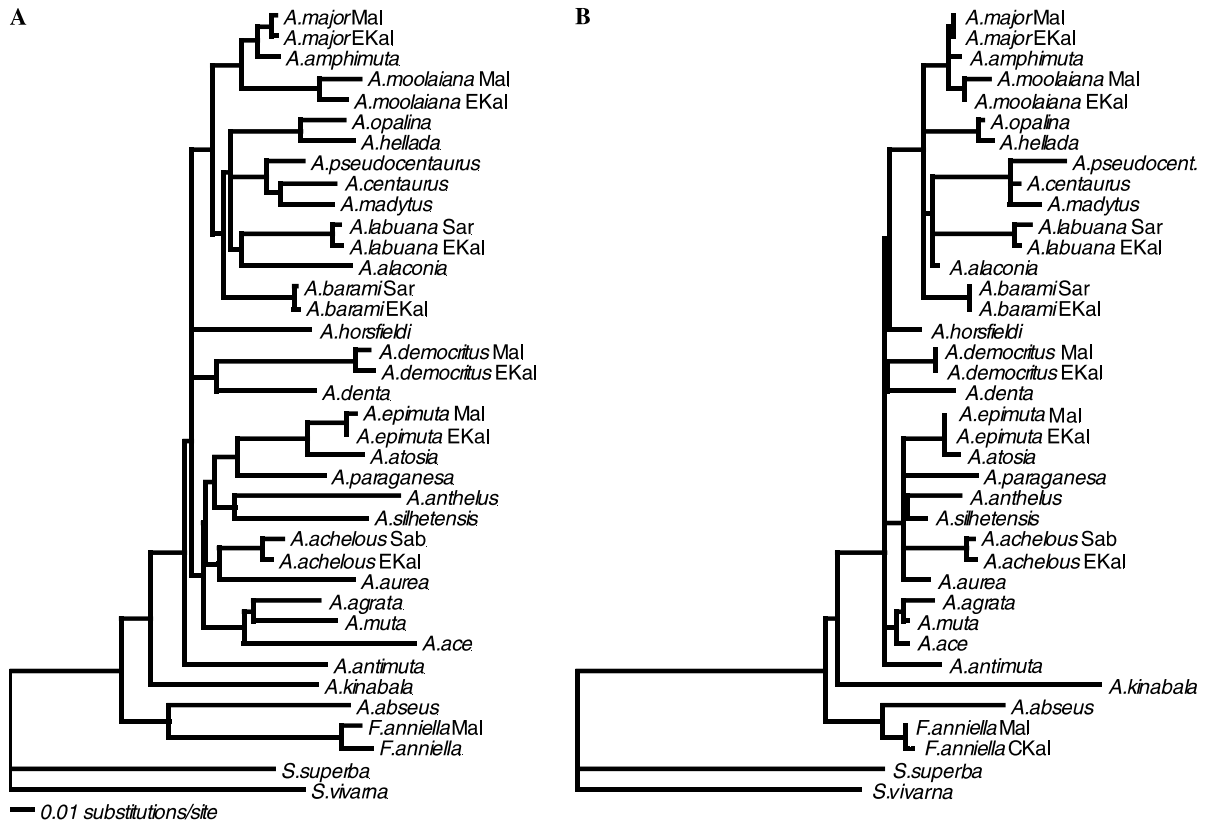 A
A.major Mal
A.major EKal
A.amphimuta
A.moolaiana Mal
A.moolaiana EKal
A.opalina
A.hellada
A.pseudocentaurus
A.centaurus
A.madytus
A.labuana Sar
A.labuana EKal
A.alaconia
A.barami Sar
A.barami EKal
A.horsfieldi
A.democritus Mal
A.democritus EKal
A.denta
A.epimuta Mal
A.epimuta EKal
A.atosia
A.paraganesa
A.anthelus
A.silhetensis
A.achelous Sab
A.achelous EKal
A.aurea
A.agrata
A.muta
A.ace
A.antimuta
A.kinabala
A.abseus
F.anniella Mal
F.anniella
S.superba
S.vivarna
0.01 substitutions/site
B
A.major Mal
A.major EKal
A.amphimuta
A.moolaiana Mal
A.moolaiana EKal
A.opalina
A.hellada
A.pseudocent.
A.centaurus
A.madytus
A.labuana Sar
A.labuana EKal
A.alaconia
A.barami Sar
A.barami EKal
A.horsfieldi
A.democritus Mal
A.democritus EKal
A.denta
A.epimuta Mal
A.epimuta EKal
A.atosia
A.paraganesa
A.anthelus
A.silhetensis
A.achelous Sab
A.achelous EKal
A.aurea
A.agrata
A.muta
A.ace
A.antimuta
A.kinabala
A.abseus
F.anniella Mal
F.anniella CKal
S.superba
S.vivarna